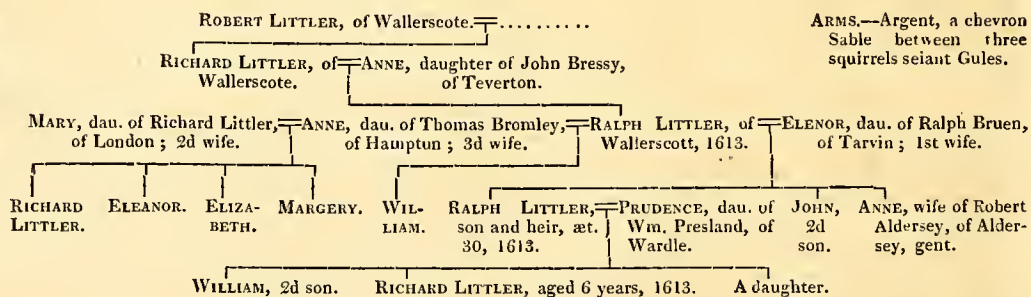 ROBERT LITTLER, of Wallerscote.
ARMS.—Argent, a chevron
Sable between three
squirrels seiant Gules.
RICHARD LITTLER, of
Wallerscote.
ANNE, daughter of John Bressy,
of Teverton.
MARY, dau. of Richard Littler,
of London ; 2d wife.
ANNE, dau. of Thomas Bromley,
of Hamptun ; 3d wife.
RALPH LITTLER, of
Wallerscott, 1613.
ELENOR, dau. of Ralph Bruen,
of Tarvin ; 1st wife.
RICHARD
LITTLER.
ELEANOR.
ELIZA-
BETH.
MARGERY.
WIL-
LIAM.
RALPH LITTLER,
son and heir, æt.
30, 1613.
PRUDENCE, dau. of
Wm. Presland, of
Wardle.
JOHN,
2d
son.
ANNE, wife of Robert
Aldersey, of Alder-
sey, gent.
WILLIAM, 2d son.
RICHARD LITTLER, aged 6 years, 1613.
A daughter.